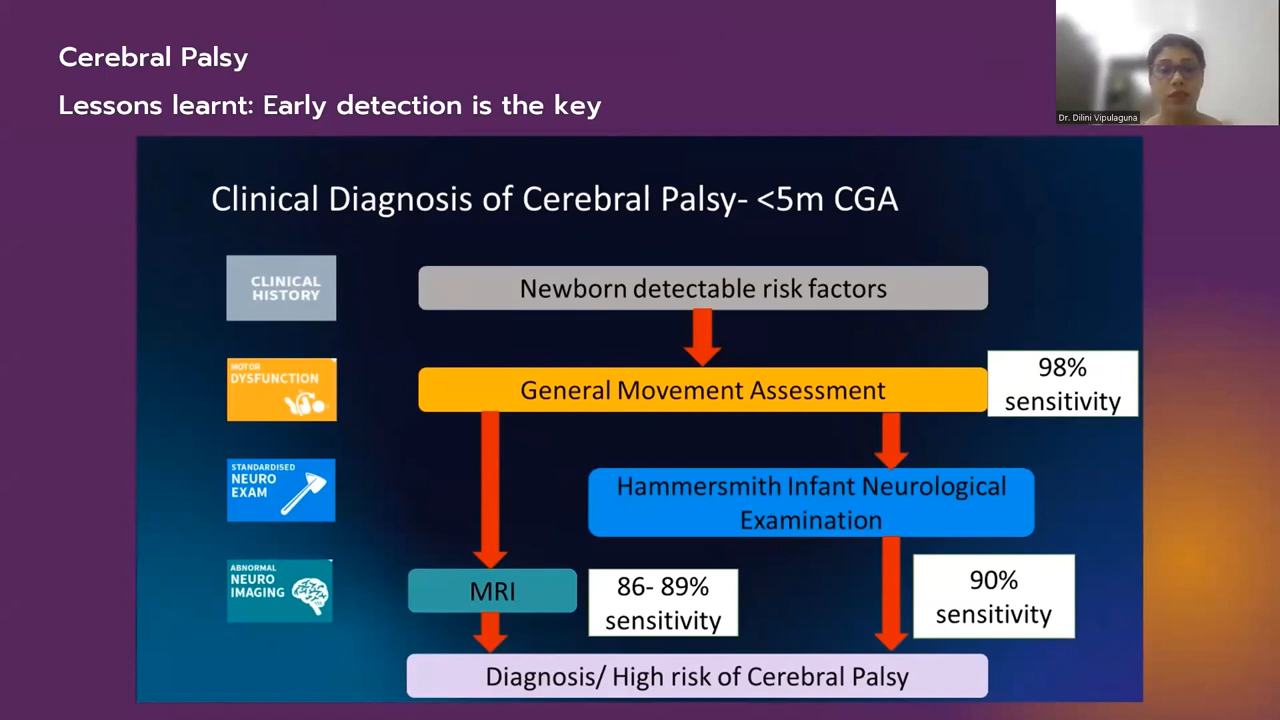 Cerebral Palsy
Lessons learnt: Early detection is the key
Dr. Dilini Vipulaguna
Clinical Diagnosis of Cerebral Palsy- <5m CGA
CLINICAL
HISTORY
Newborn detectable risk factors
MOTOR
DYSFUNCTION
General Movement Assessment
98%
sensitivity
STANDARDISED
NEURO
EXAM
Hammersmith Infant Neurological
Examination
ABNORMAL
NEURO
IMAGING
MRI
86- 89%
sensitivity
90%
sensitivity
Diagnosis/ High risk of Cerebral Palsy